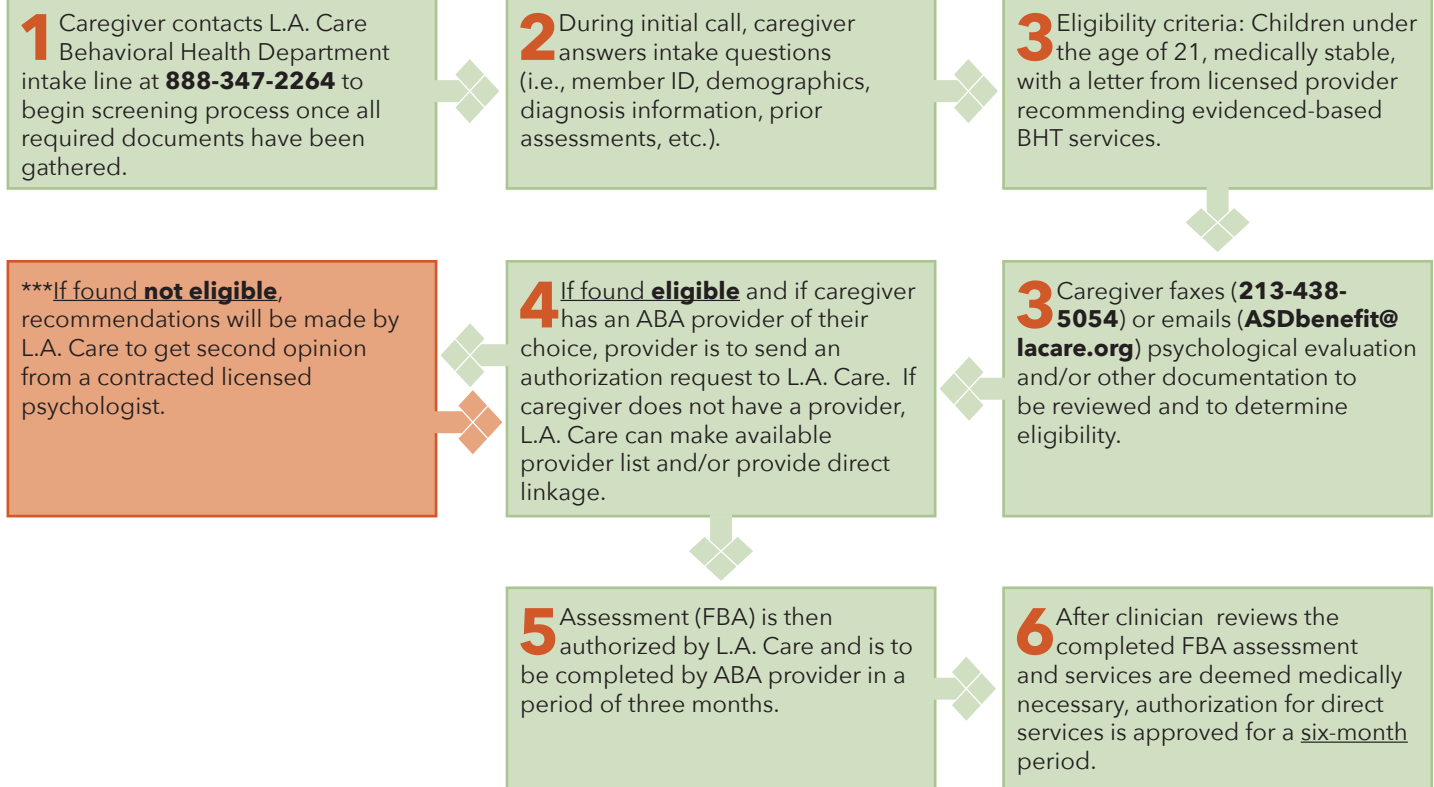 1 Caregiver contacts L.A. Care
Behavioral Health Department
intake line at 888-347-2264 to
begin screening process once all
required documents have been
gathered.
2 During initial call, caregiver
answers intake questions
(i.e., member ID, demographics,
diagnosis information, prior
assessments, etc.).
3 Eligibility criteria: Children under
the age of 21, medically stable,
with a letter from licensed provider
recommending evidenced-based
BHT services.
3 Caregiver faxes (213-438-
5054) or emails (ASDbenefit@
lacare.org) psychological evaluation
and/or other documentation to
be reviewed and to determine
eligibility.
4 If found eligible and if caregiver
has an ABA provider of their
choice, provider is to send an
authorization request to L.A. Care. If
caregiver does not have a provider,
L.A. Care can make available
provider list and/or provide direct
linkage.
***If found not eligible,
recommendations will be made by
L.A. Care to get second opinion
from a contracted licensed
psychologist.
5 Assessment (FBA) is then
authorized by L.A. Care and is to
be completed by ABA provider in a
period of three months.
6 After clinician reviews the
completed FBA assessment
and services are deemed medically
necessary, authorization for direct
services is approved for a six-month
period.